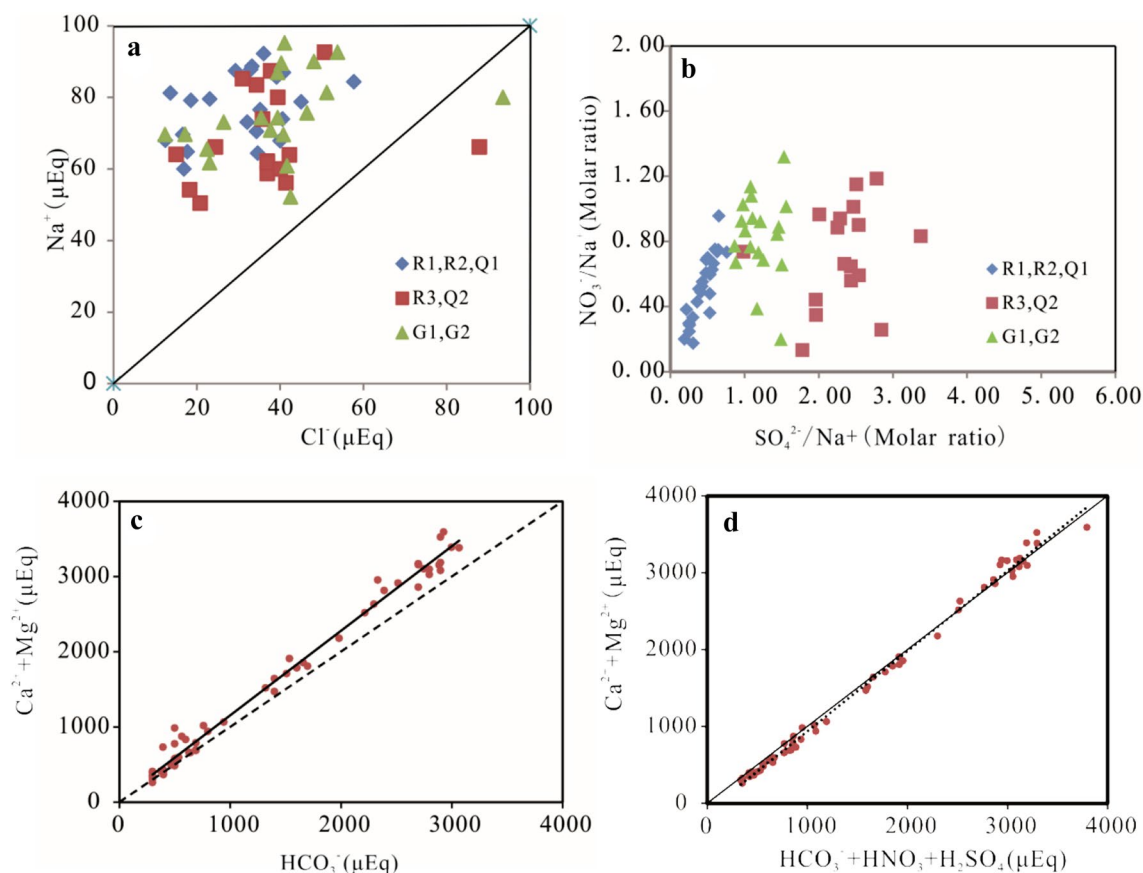 a
100
80
60
40
20
0
Na⁺(µEq)
0
20
40
60
80
100
Cl⁻(µEq)
R1,R2,Q1
R3,Q2
G1,G2
b
2.00
1.60
1.20
0.80
0.40
0.00
NO₃⁻/Na⁺(Molar ratio)
0.00
1.00
2.00
3.00
4.00
5.00
6.00
SO₄²⁻/Na+(Molar ratio)
R1,R2,Q1
R3,Q2
G1,G2
c
4000
3000
2000
1000
0
Ca²⁺+Mg²⁺(µEq)
0
1000
2000
3000
4000
HCO₃⁻(µEq)
d
4000
3000
2000
1000
0
Ca²⁺+Mg²⁺(µEq)
0
1000
2000
3000
4000
HCO₃⁻+HNO₃+H₂SO₄(µEq)